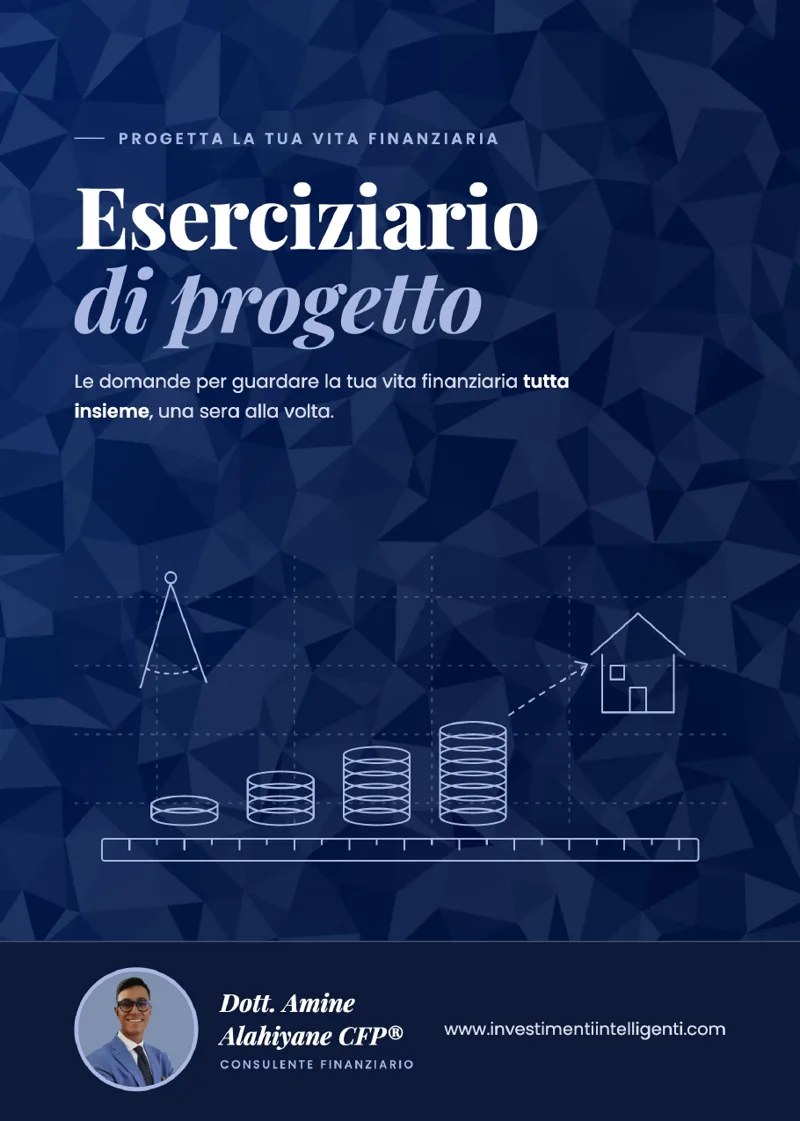 PROGETTA LA TUA VITA FINANZIARIA
Eserciziario
di progetto
Le domande per guardare la tua vita finanziaria tutta
insieme, una sera alla volta.
Dott. Amine
Alahiyane CFP®
CONSULENTE FINANZIARIO
www.investimentiintelligenti.com